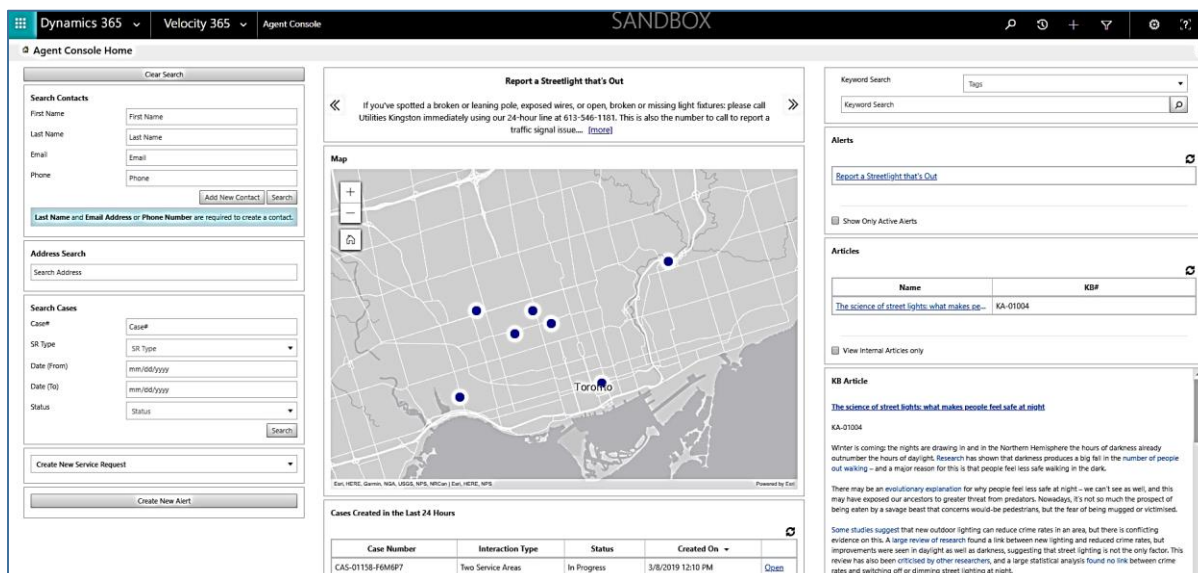 Dynamics 365
Velocity 365
Agent Console
SANDBOX
Agent Console Home
Clear Search
Search Contacts
First Name
First Name
Last Name
Last Name
Email
Email
Phone
Phone
Add New Contact
Search
Last Name and Email Address or Phone Number are required to create a contact.
Address Search
Search Address
Search Cases
Case#
Case#
SR Type
SR Type
Date (From)
mm/dd/yyyy
Date (To)
mm/dd/yyyy
Status
Status
Search
Create New Service Request
Create New Alert
Report a Streetlight that's Out
If you've spotted a broken or leaning pole, exposed wires, or open, broken or missing light fixtures: please call
Utilities Kingston immediately using our 24-hour line at 613-546-1181. This is also the number to call to report a
traffic signal issue.... [more]
Map
Toronto
Esri, HERE, Garmin, NGA, USGS, NPS, NRCan | Esri, HERE, NPS
Powered by Esri
Cases Created in the Last 24 Hours
Case Number Interaction Type Status Created On
CAS-01158-F6M6P7 Two Service Areas In Progress 3/8/2019 12:10 PM Open
Keyword Search
Tags
Keyword Search
Alerts
Report a Streetlight that's Out
Show Only Active Alerts
Articles
Name KB#
The science of street lights: what makes pe... KA-01004
View Internal Articles only
KB Article
The science of street lights: what makes people feel safe at night
KA-01004
Winter is coming: the nights are drawing in and in the Northern Hemisphere the hours of darkness already
outnumber the hours of daylight. Research has shown that darkness produces a big fall in the number of people
out walking – and a major reason for this is that people feel less safe walking in the dark.
There may be an evolutionary explanation for why people feel less safe at night – we can't see as well, and this
may have exposed our ancestors to greater threat from predators. Nowadays, it's not so much the prospect of
being eaten by a savage beast that concerns would-be pedestrians, but the fear of being mugged or victimised.
Some studies suggest that new outdoor lighting can reduce crime rates in an area, but there is conflicting
evidence on this. A large review of research found a link between new lighting and reduced crime rates, but
improvements were seen in daylight as well as darkness, suggesting that street lighting is not the only factor. This
review has also been criticised by other researchers, and a large statistical analysis found no link between crime
rates and switching off or dimming street lighting at night.